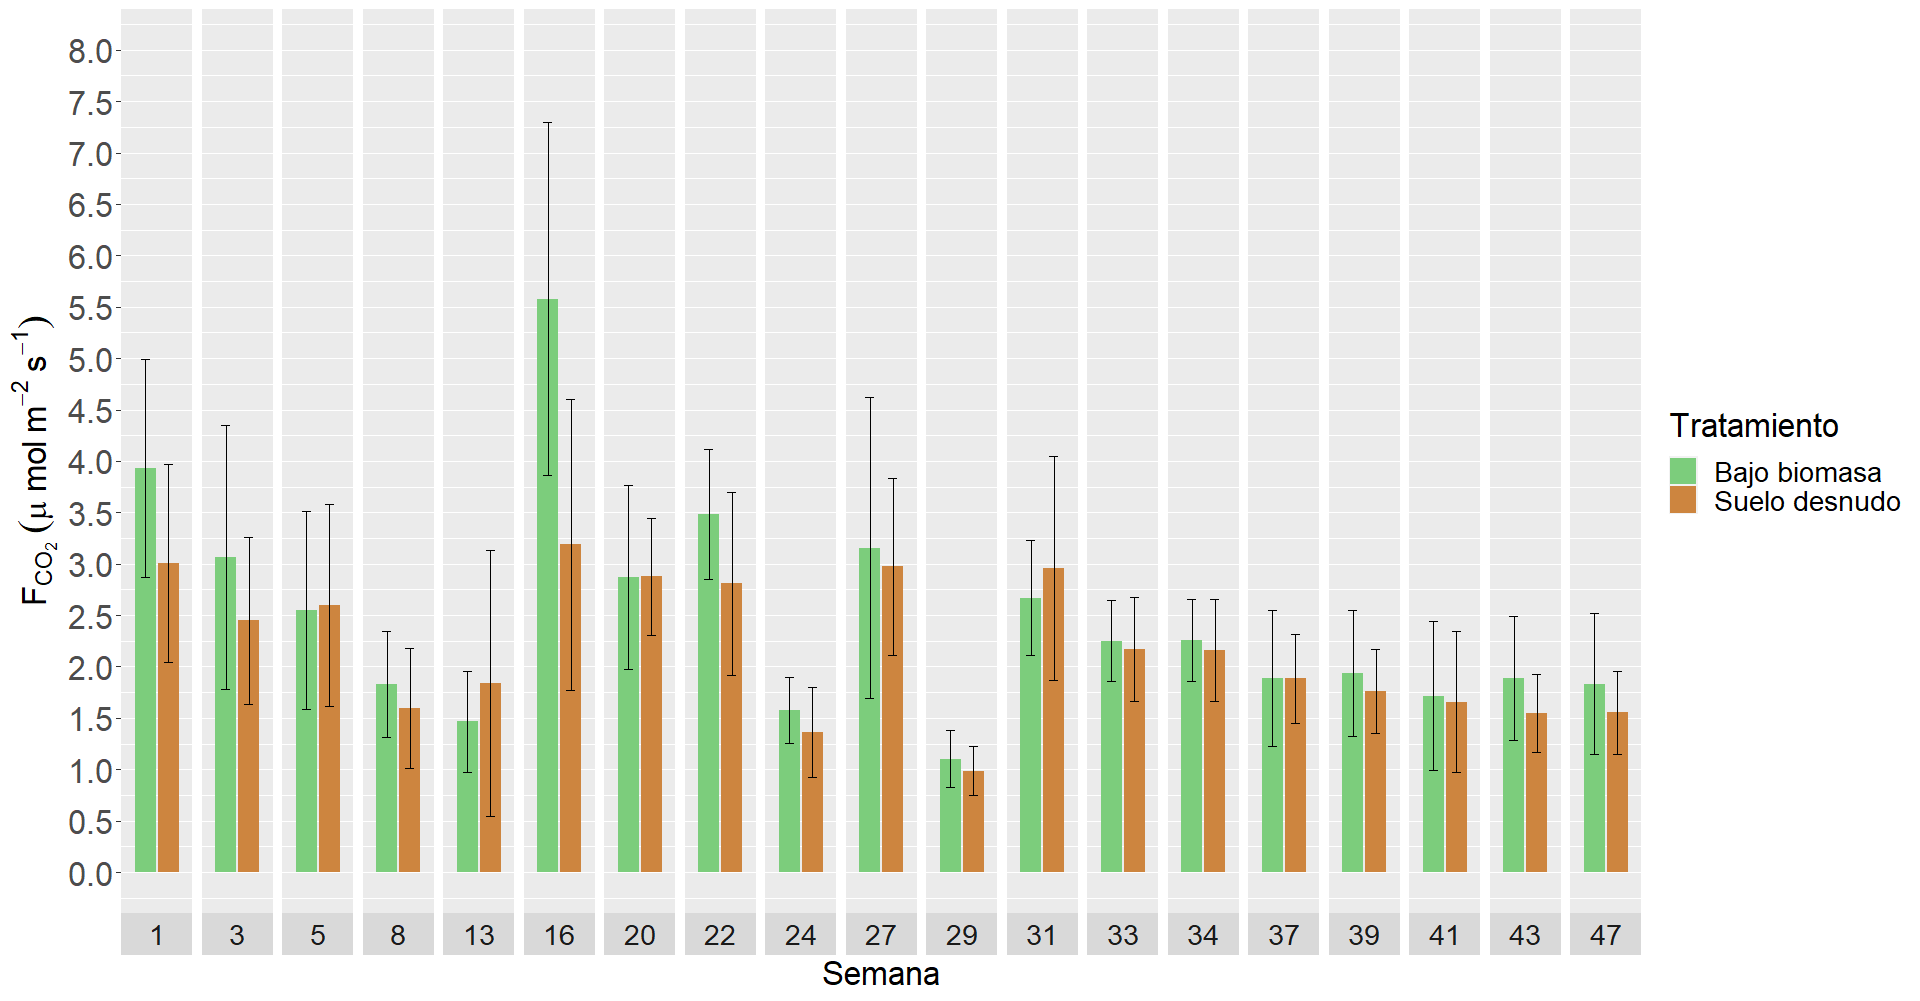 8.0
7.5
7.0
6.5
6.0
5.5
5.0
4.5
4.0
3.5
3.0
2.5
2.0
1.5
1.0
0.5
0.0
F_CO₂ (μ mol m⁻² s⁻¹)
1 3 5 8 13 16 20 22 24 27 29 31 33 34 37 39 41 43 47
Semana
Tratamiento
Bajo biomasa
Suelo desnudo